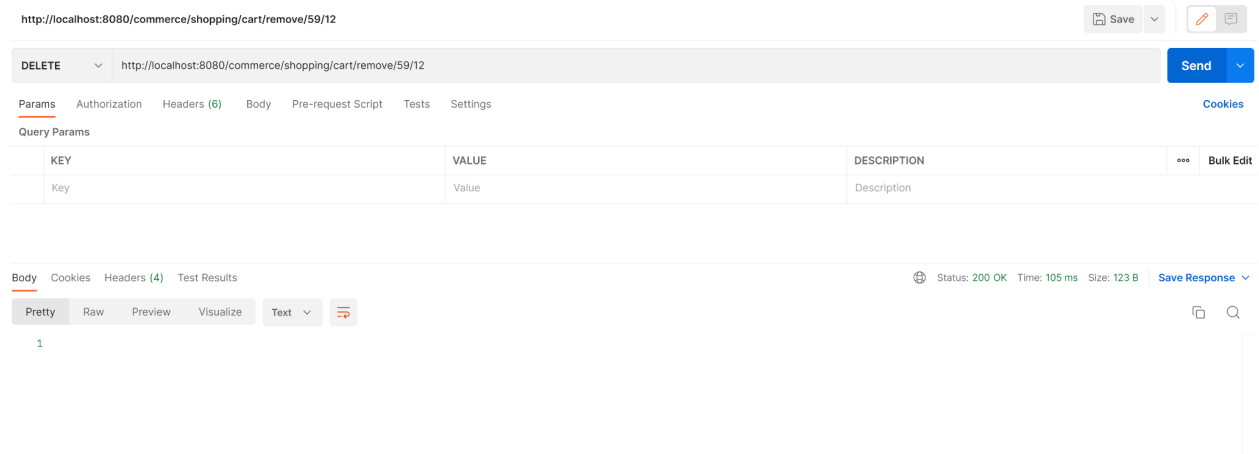 http://localhost:8080/commerce/shopping/cart/remove/59/12 Save
DELETE http://localhost:8080/commerce/shopping/cart/remove/59/12 Send
Params Authorization Headers (6) Body Pre-request Script Tests Settings Cookies
Query Params
KEY VALUE DESCRIPTION ooo Bulk Edit
Key Value Description
Body Cookies Headers (4) Test Results Status: 200 OK Time: 105 ms Size: 123 B Save Response
Pretty Raw Preview Visualize Text
1